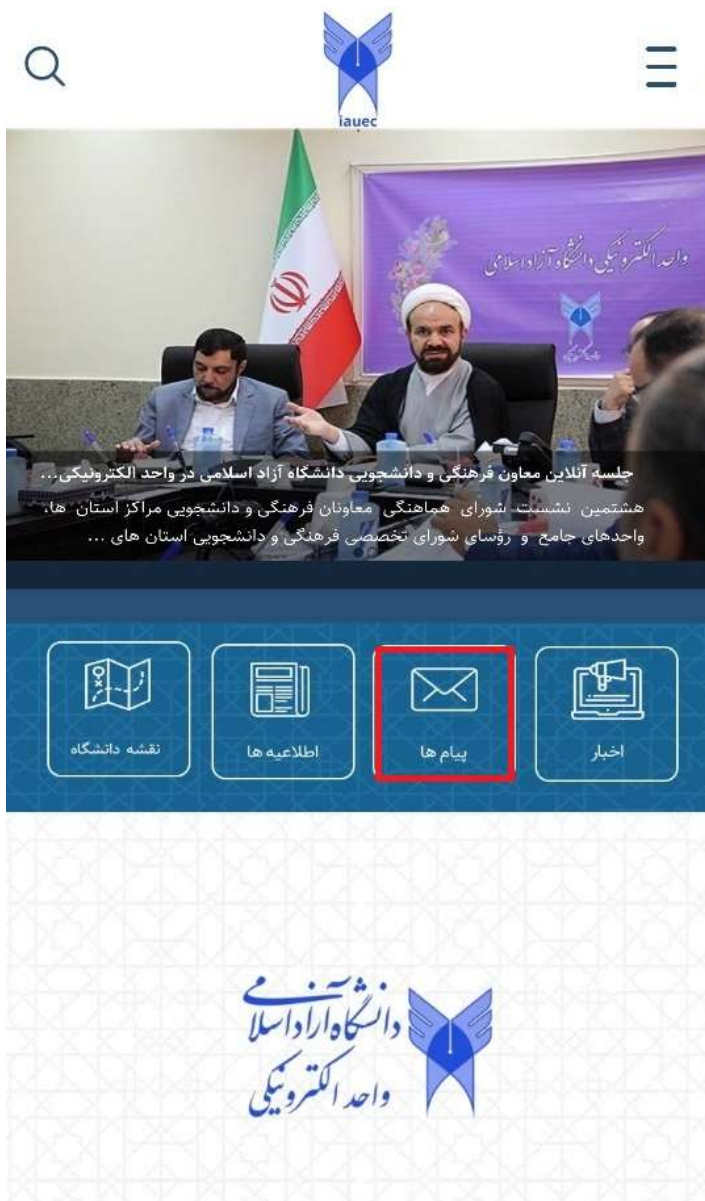 iauec
واحد الکترونیکی دانشگاه آزاد اسلامی
واحد الکترونیکی
جلسه آنلاین معاون فرهنگی و دانشجویی دانشگاه آزاد اسلامی در واحد الکترونیکی...
هشتمین نشست شورای هماهنگی معاونان فرهنگی و دانشجویی مراکز استان ها،
واحدهای جامع و رؤسای شورای تخصصی فرهنگی و دانشجویی استان های ...
اخبار
پیام ها
اطلاعیه ها
نقشه دانشگاه
دانشگاه آزاد اسلامی
واحد الکترونیکی